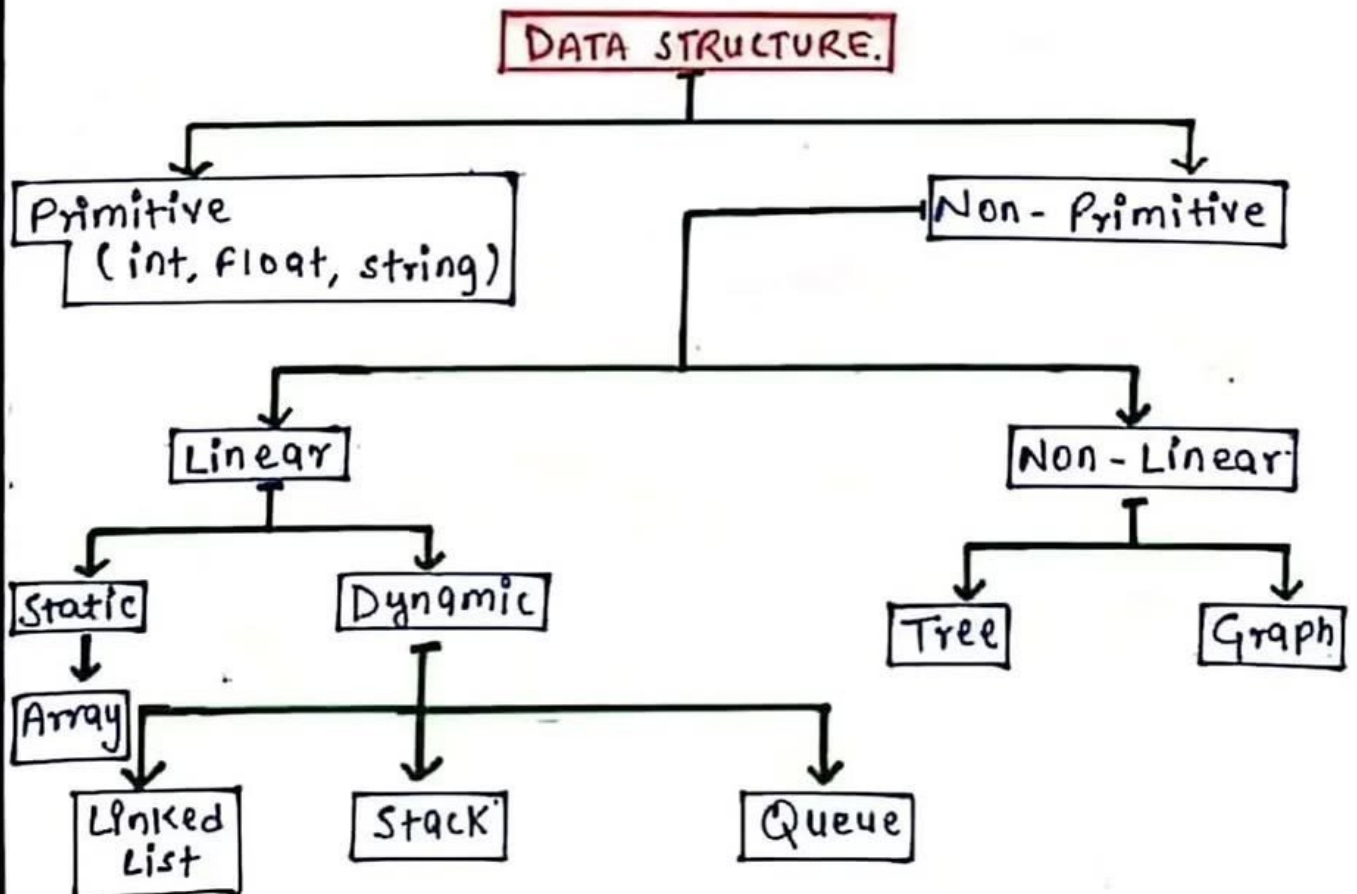 DATA STRUCTURE.
Primitive
(int, float, string)
Non - Primitive
Linear
Non - Linear
Static
Dynamic
Tree
Graph
Array
Linked
List
Stack
Queue